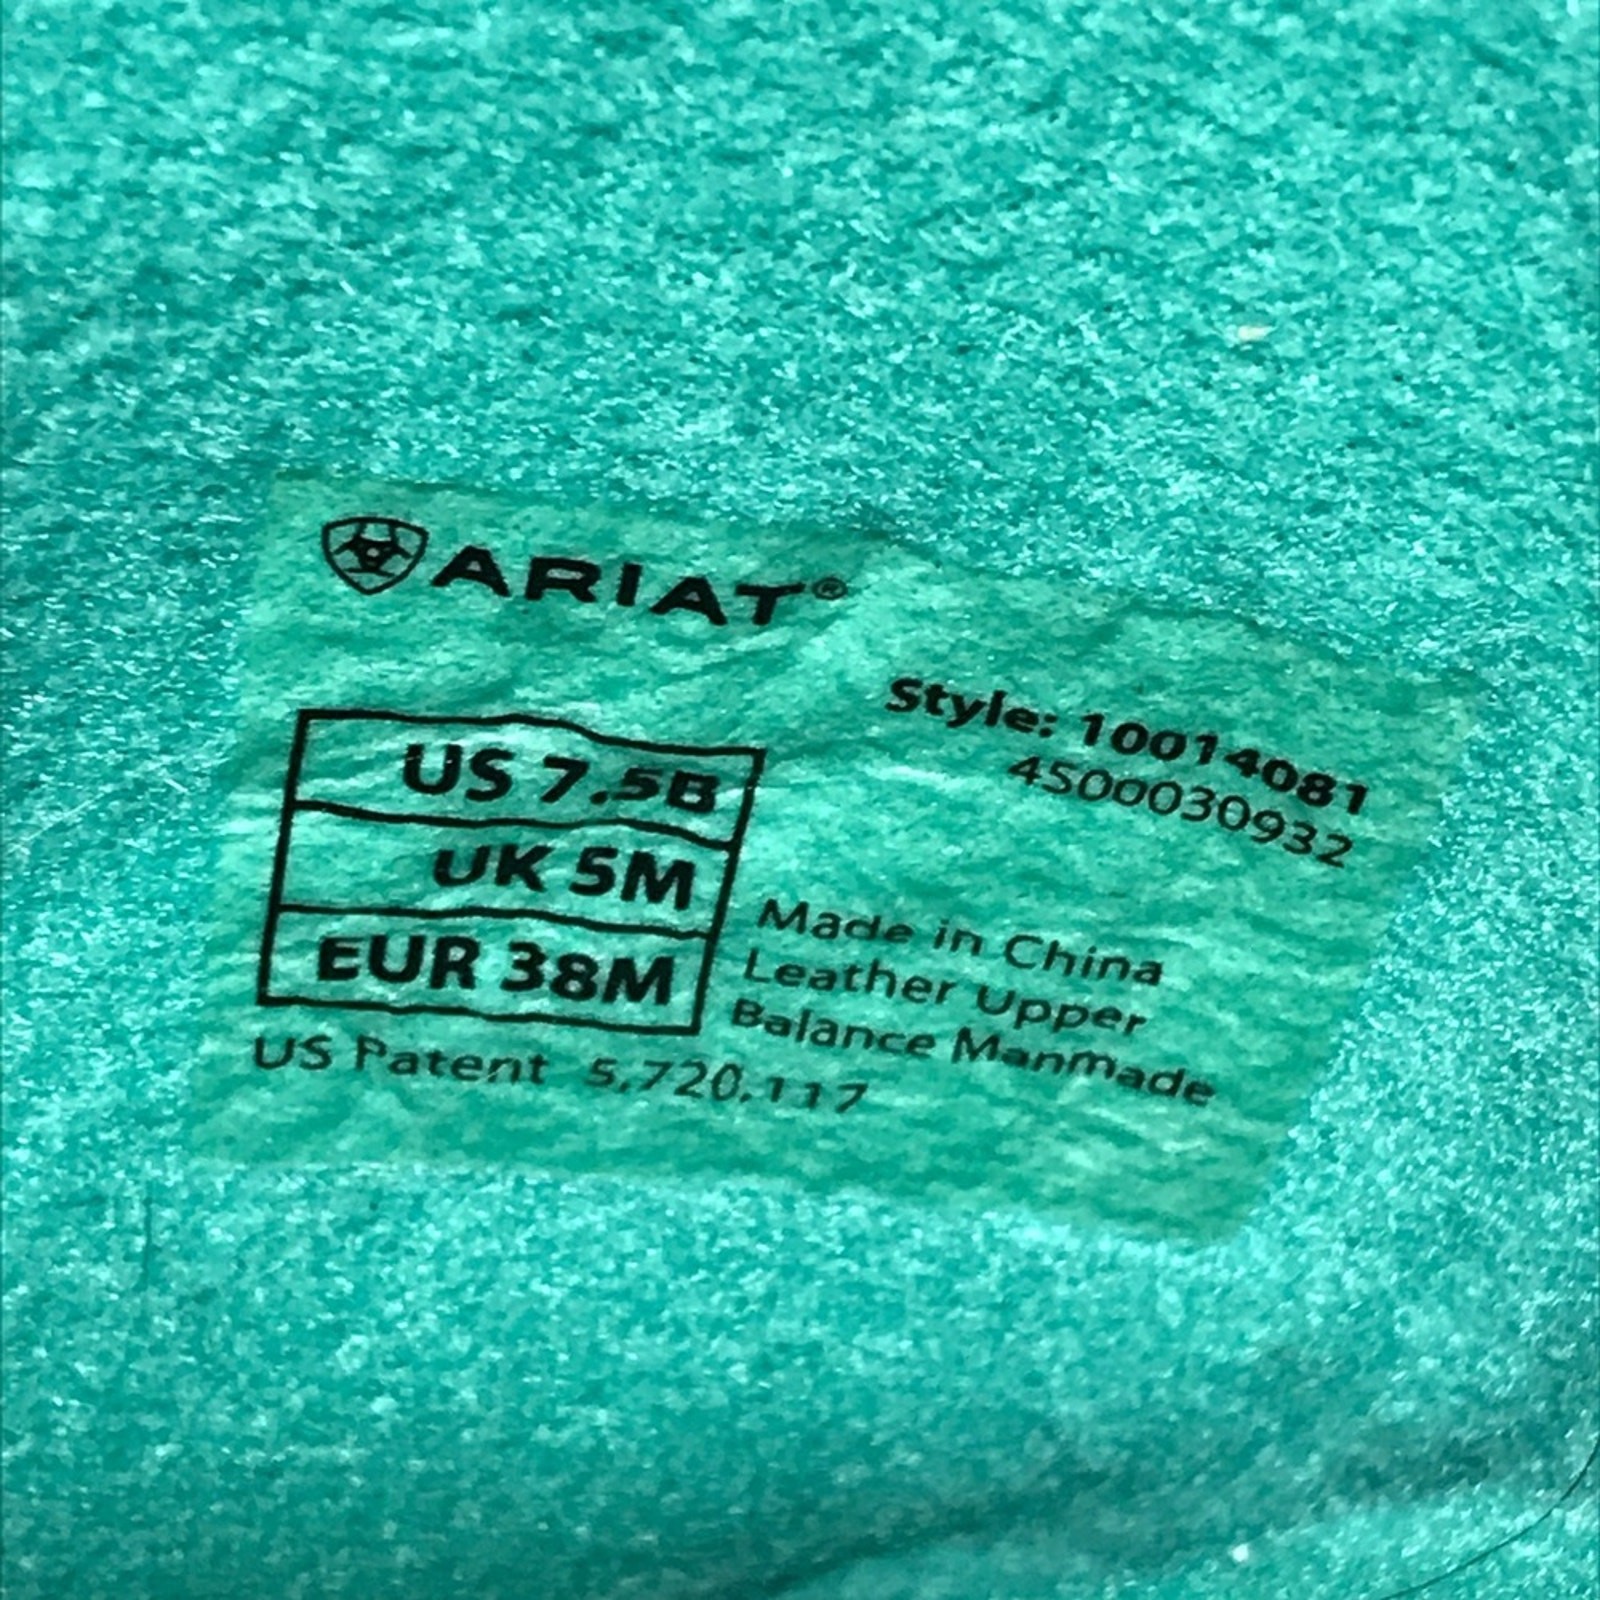 ARIAT®
Style: 10014081
4500030932
US 7.5B
UK 5M
EUR 38M
Made in China
Leather Upper
Balance Manmade
US Patent 5,720,117